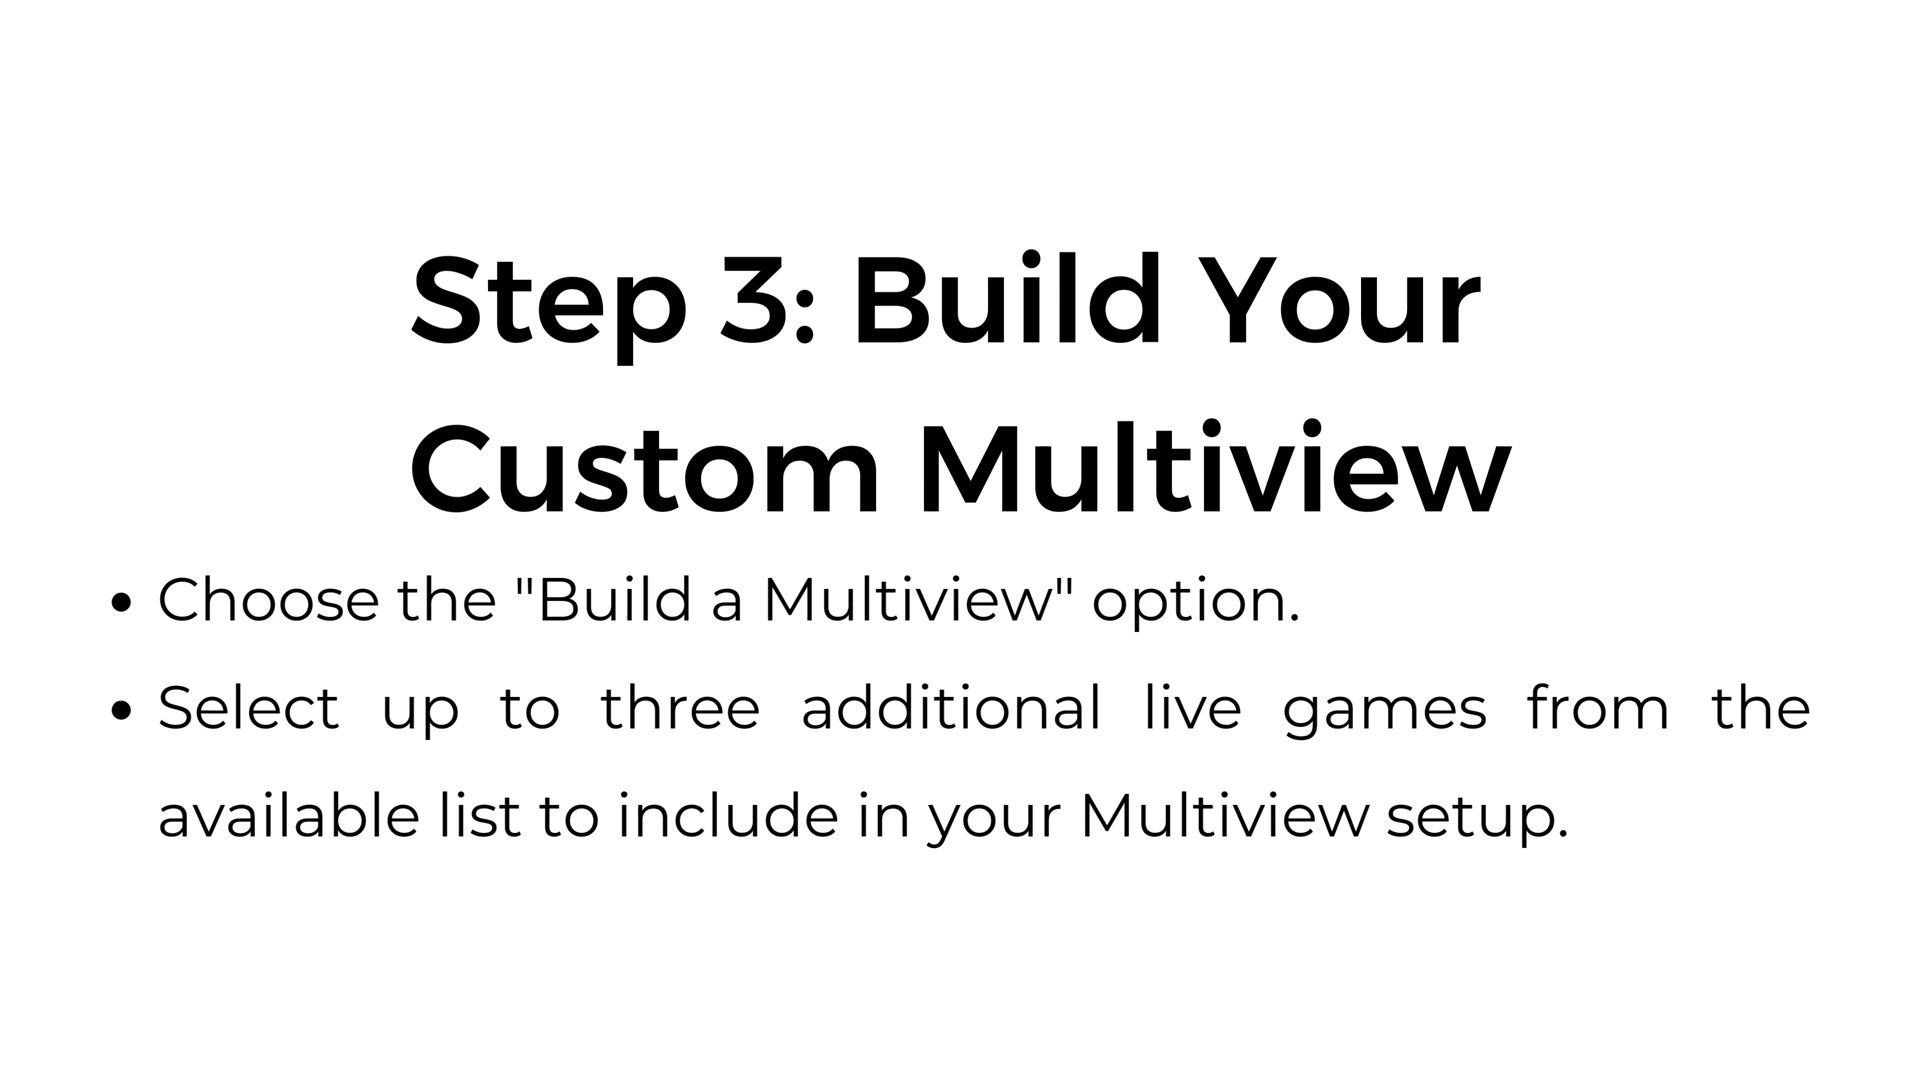 Step 3: Build Your
Custom Multiview
• Choose the "Build a Multiview" option.
• Select up to three additional live games from the
available list to include in your Multiview setup.